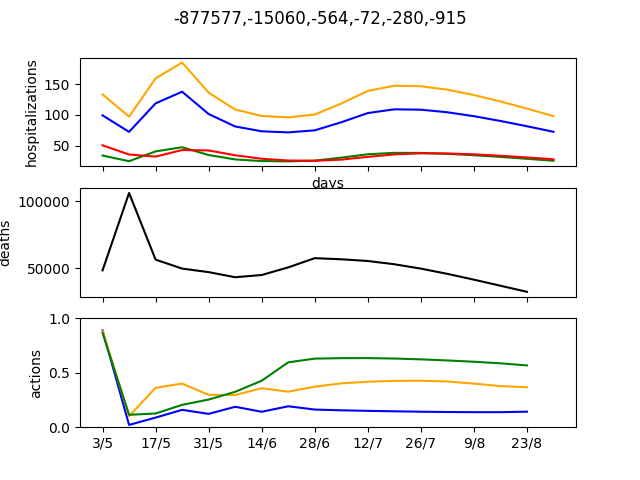 -877577,-15060,-564,-72,-280,-915
150
100
50
hospitalizations
days
100000
50000
deaths
1.0
0.5
0.0
actions
3/5 17/5 31/5 14/6 28/6 12/7 26/7 9/8 23/8